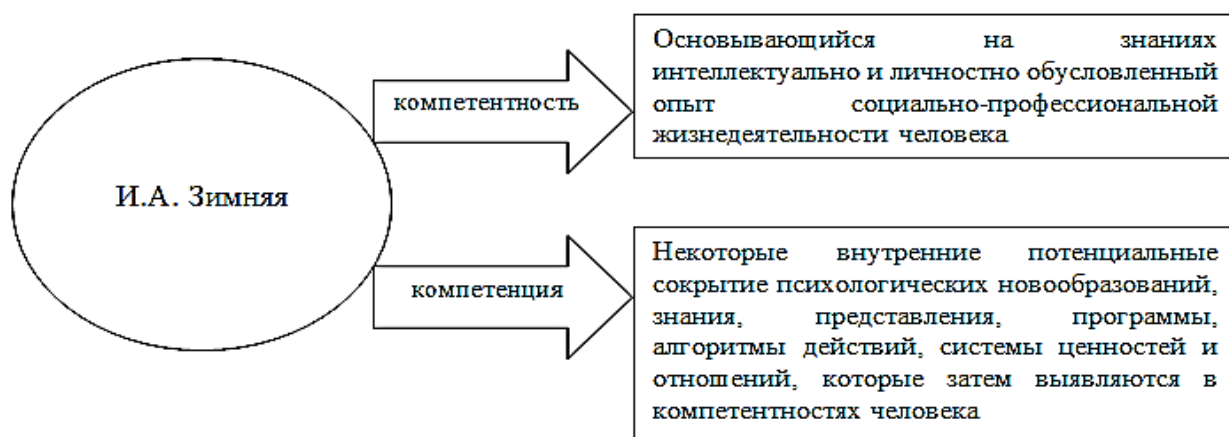 И.А. Зимняя
компетентность
Основывающийся на знаниях
интеллектуально и личностно обусловленный
опыт социально-профессиональной
жизнедеятельности человека
компетенция
Некоторые внутренние потенциальные
сокрытие психологических новообразований,
знания, представления, программы,
алгоритмы действий, системы ценностей и
отношений, которые затем выявляются в
компетентностях человека